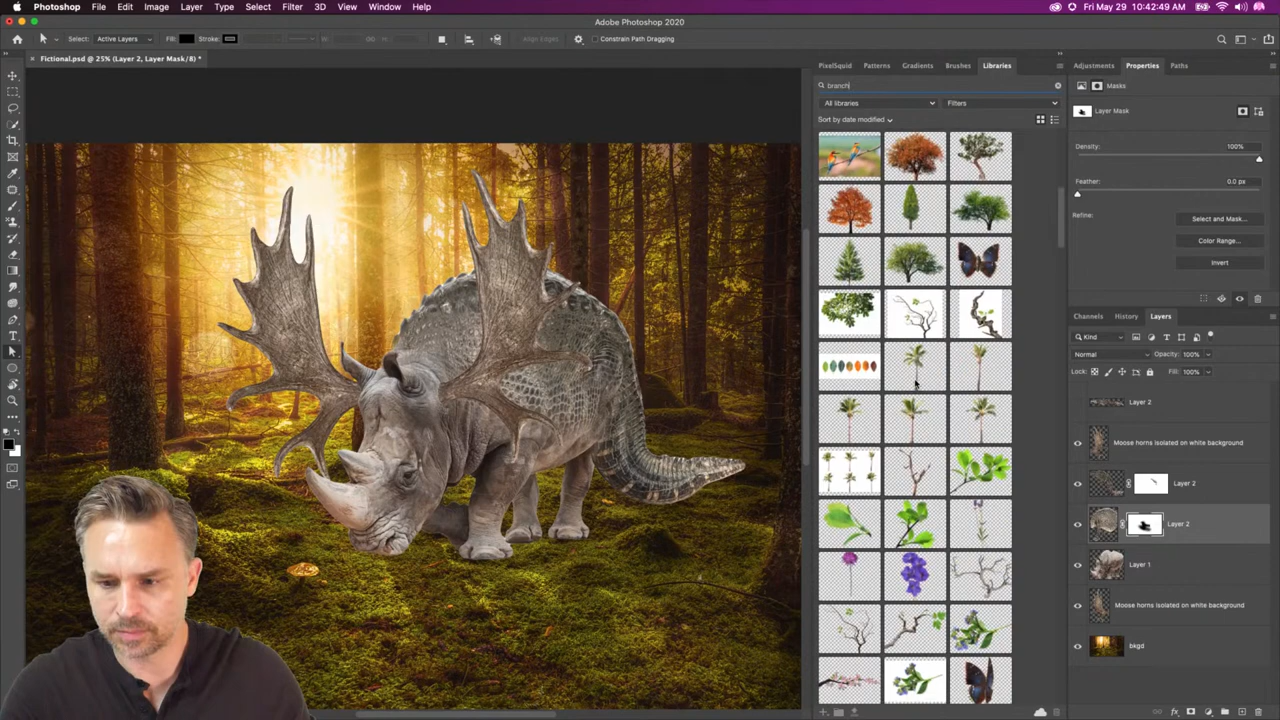 Photoshop File Edit Image Layer Type Select Filter 3D View Window Help Fri May 29 10:42:49 AM
Adobe Photoshop 2020
Select: Active Layers Fill: Stroke: Align Edges Constrain Path Dragging
Fictional.psd @ 25% (Layer 2, Layer Mask/8) *
PixelSquid Patterns Gradients Brushes Libraries
branch
All libraries Filters
Sort by date modified
Adjustments Properties Paths
Masks
Layer Mask
Density: 100%
Feather: 0.0 px
Refine:
Select and Mask...
Color Range...
Invert
Channels History Layers
Kind
Normal Opacity: 100%
Lock: Fill: 100%
Layer 2
Moose horns isolated on white background
Layer 2
Layer 2
Layer 1
Moose horns isolated on white background
bkgd